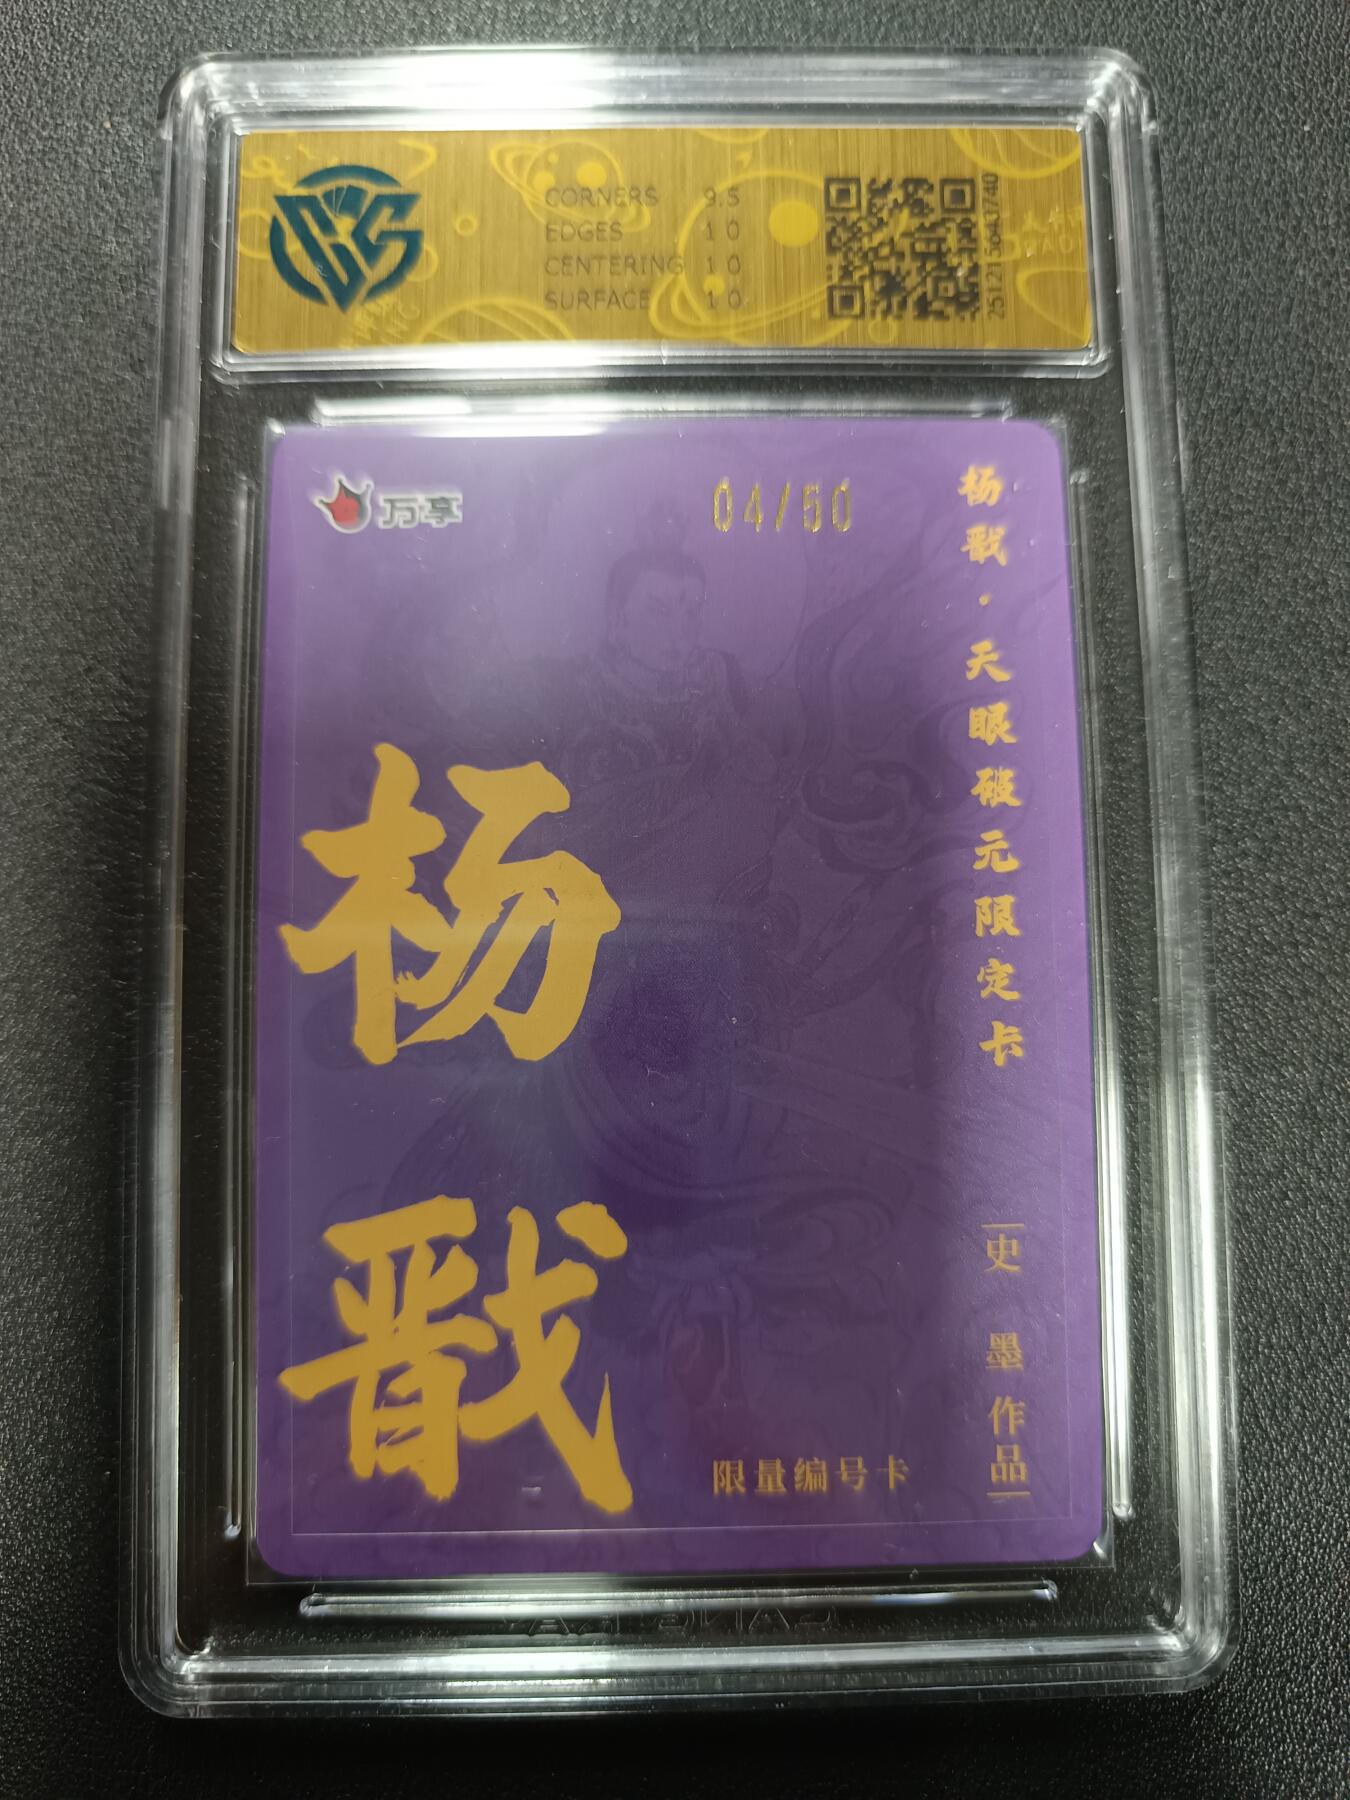 CORNERS 9.5
EDGES 10
CENTERING 10
SURFACE 10
万享
04/50
杨戬·天眼破元限定卡
杨戬
史墨作品
限量编号卡